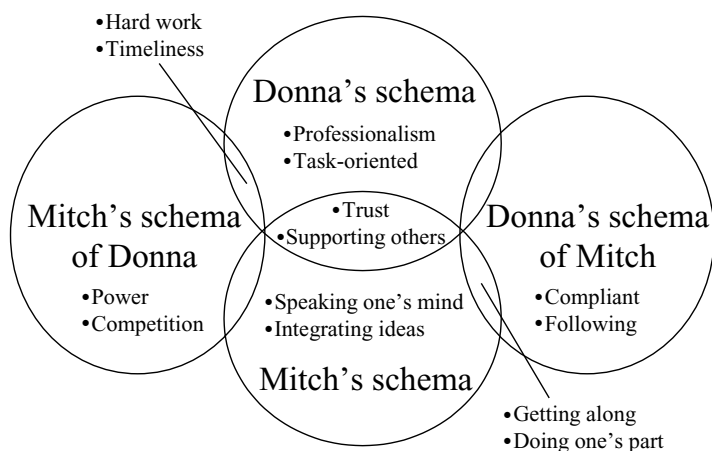 •Hard work
•Timeliness
Donna’s schema
•Professionalism
•Task-oriented
Mitch’s schema
of Donna
•Power
•Competition
•Trust
•Supporting others
Donna’s schema
of Mitch
•Compliant
•Following
•Speaking one’s mind
•Integrating ideas
Mitch’s schema
•Getting along
•Doing one’s part